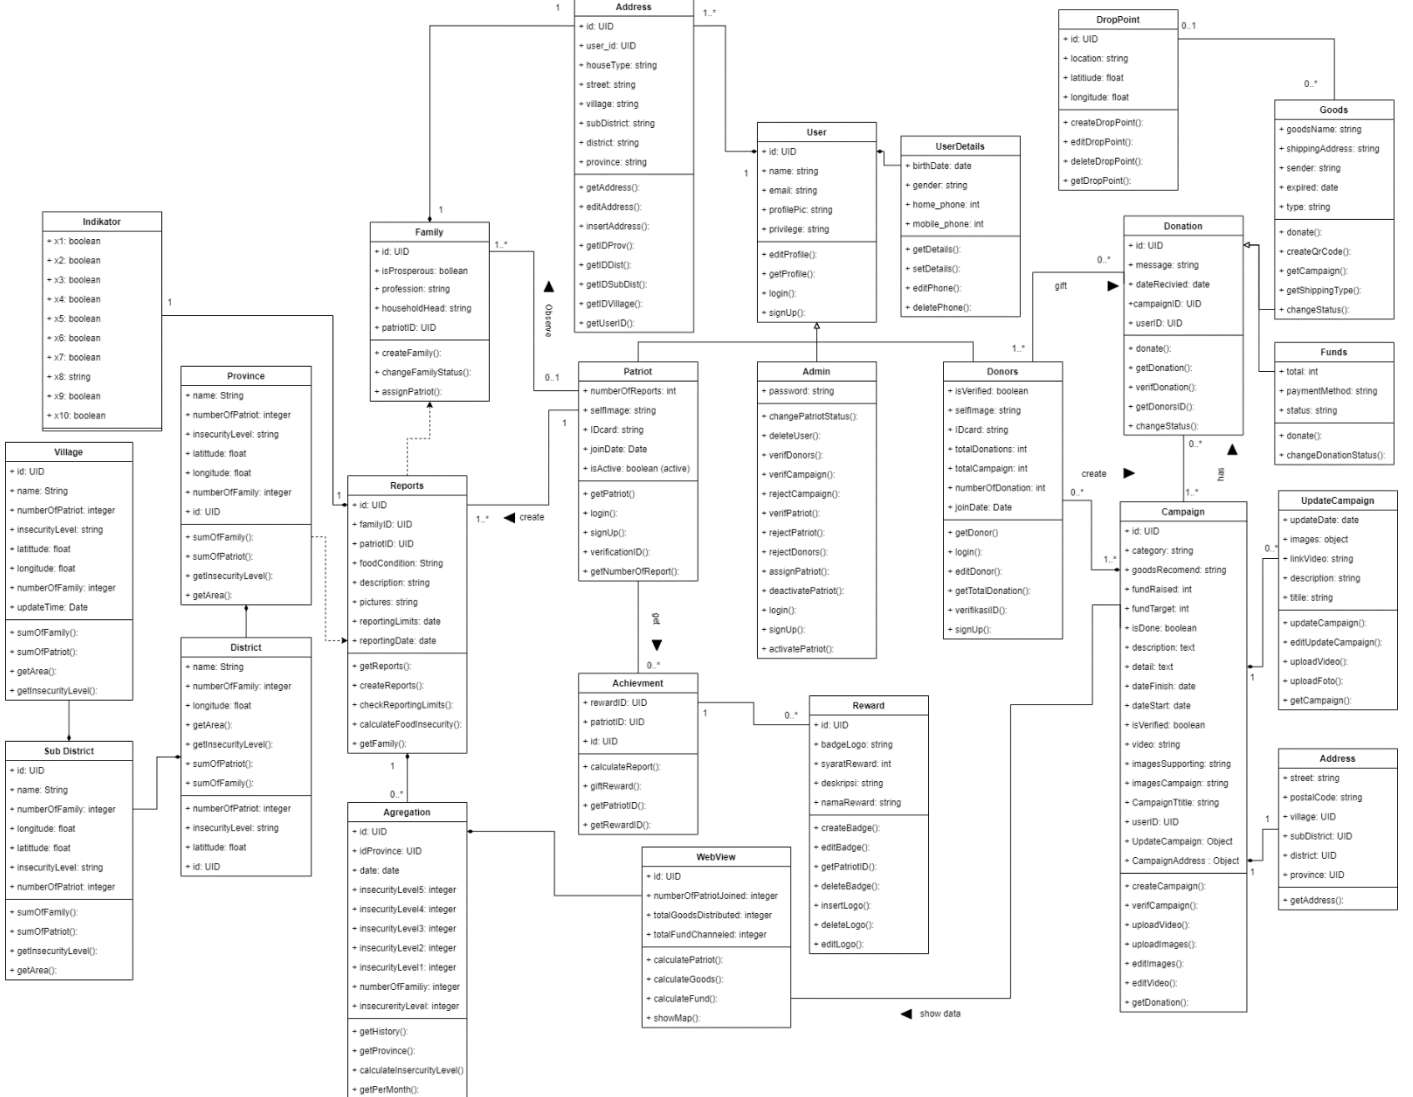 Address
+ id: UID
+ user_id: UID
+ houseType: string
+ street: string
+ village: string
+ subDistrict: string
+ district: string
+ province: string
+ getAddress():
+ editAddress():
+ insertAddress():
+ getIDProv():
+ getIDDist():
+ getIDSubDist():
+ getIDVillage():
+ getUserID():
1
1..*
1
1
DropPoint
+ id: UID
+ location: string
+ latitiude: float
+ longitude: float
+ createDropPoint():
+ editDropPoint():
+ deleteDropPoint():
+ getDropPoint():
0..1
0..*
Goods
+ goodsName: string
+ shippingAddress: string
+ sender: string
+ expired: date
+ type: string
+ donate():
+ createQrCode():
+ getCampaign():
+ getShippingType():
+ changeStatus():
User
+ id: UID
+ name: string
+ email: string
+ profilePic: string
+ privilege: string
+ editProfile():
+ getProfile():
+ login():
+ signUp():
UserDetails
+ birthDate: date
+ gender: string
+ home_phone: int
+ mobile_phone: int
+ getDetails():
+ setDetails():
+ editPhone():
+ deletePhone():
Donation
+ id: UID
+ message: string
+ dateRecivied: date
+campaignID: UID
+ userID: UID
+ donate():
+ getDonation():
+ verifDonation():
+ getDonorsID():
+ changeStatus():
0..*
gift
1..*
0..*
has
1..*
Funds
+ total: int
+ paymentMethod: string
+ status: string
+ donate():
+ changeDonationStatus():
Indikator
+ x1: boolean
+ x2: boolean
+ x3: boolean
+ x4: boolean
+ x5: boolean
+ x6: boolean
+ x7: boolean
+ x8: string
+ x9: boolean
+ x10: boolean
1
1
Family
+ id: UID
+ isProsperous: bollean
+ profession: string
+ householdHead: string
+ patriotID: UID
+ createFamily():
+ changeFamilyStatus():
+ assignPatriot():
1..*
Observe
0..1
1
1..*
create
Province
+ name: String
+ numberOfPatriot: integer
+ insecurityLevel: string
+ latittude: float
+ longitude: float
+ numberOfFamily: integer
+ id: UID
+ sumOfFamily():
+ sumOfPatriot():
+ getInsecurityLevel():
+ getArea():
Village
+ id: UID
+ name: String
+ numberOfPatriot: integer
+ insecurityLevel: string
+ latittude: float
+ longitude: float
+ numberOfFamily: integer
+ updateTime: Date
+ sumOfFamily():
+ sumOfPatriot():
+ getArea():
+ getInsecurityLevel():
Reports
+ id: UID
+ familyID: UID
+ patriotID: UID
+ foodCondition: String
+ description: string
+ pictures: string
+ reportingLimits: date
+ reportingDate: date
+ getReports():
+ createReports():
+ checkReportingLimits():
+ calculateFoodInsecurity():
+ getFamily():
1
0..*
Patriot
+ numberOfReports: int
+ selfImage: string
+ IDcard: string
+ joinDate: Date
+ isActive: boolean (active)
+ getPatriot()
+ login():
+ signUp():
+ verificationID():
+ getNumberOfReport():
get
0..*
Admin
+ password: string
+ changePatriotStatus():
+ deleteUser():
+ verifDonors():
+ verifCampaign():
+ rejectCampaign():
+ verifPatriot():
+ rejectPatriot():
+ rejectDonors():
+ assignPatriot():
+ deactivatePatriot():
+ login():
+ signUp():
+ activatePatriot():
Donors
+ isVerified: boolean
+ selfImage: string
+ IDcard: string
+ totalDonations: int
+ totalCampaign: int
+ numberOfDonation: int
+ joinDate: Date
+ getDonor()
+ login():
+ editDonor():
+ getTotalDonation():
+ verifikasiID():
+ signUp():
create
0..*
1..*
Campaign
+ id: UID
+ category: string
+ goodsRecomend: string
+ fundRaised: int
+ fundTarget: int
+ isDone: boolean
+ description: text
+ detail: text
+ dateFinish: date
+ dateStart: date
+ isVerified: boolean
+ video: string
+ imagesSupporting: string
+ imagesCampaign: string
+ CampaignTtitle: string
+ userID: UID
+ UpdateCampaign: Object
+ CampaignAddress : Object
+ createCampaign():
+ verifCampaign():
+ uploadVideo():
+ uploadImages():
+ editImages():
+ editVideo():
+ getDonation():
UpdateCampaign
+ updateDate: date
+ images: object
+ linkVideo: string
+ description: string
+ titile: string
+ updateCampaign():
+ editUpdateCampaign():
+ uploadVideo():
+ uploadFoto():
+ getCampaign():
0..*
1
Address
+ street: string
+ postalCode: string
+ village: UID
+ subDistrict: UID
+ district: UID
+ province: UID
+ getAddress():
1
1
District
+ name: String
+ numberOfFamily: integer
+ longitude: float
+ getArea():
+ getInsecurityLevel():
+ sumOfPatriot():
+ sumOfFamily():
+ numberOfPatriot: integer
+ insecurityLevel: string
+ latittude: float
+ id: UID
Sub District
+ id: UID
+ name: String
+ numberOfFamily: integer
+ longitude: float
+ latittude: float
+ insecurityLevel: string
+ numberOfPatriot: integer
+ sumOfFamily():
+ sumOfPatriot():
+ getInsecurityLevel():
+ getArea():
Achievment
+ rewardID: UID
+ patriotID: UID
+ id: UID
+ calculateReport():
+ giftReward():
+ getPatriotID():
+ getRewardID():
1
0..*
Reward
+ id: UID
+ badgeLogo: string
+ syaratReward: int
+ deskripsi: string
+ namaReward: string
+ createBadge():
+ editBadge():
+ getPatriotID():
+ deleteBadge():
+ insertLogo():
+ deleteLogo():
+ editLogo():
Agregation
+ id: UID
+ idProvince: UID
+ date: date
+ insecurityLevel5: integer
+ insecurityLevel4: integer
+ insecurityLevel3: integer
+ insecurityLevel2: integer
+ insecurityLevel1: integer
+ numberOfFamiliy: integer
+ insecurerityLevel: integer
+ getHistory():
+ getProvince():
+ calculateInsercurityLevel()
+ getPerMonth():
WebView
+ id: UID
+ numberOfPatriotJoined: integer
+ totalGoodsDistributed: integer
+ totalFundChanneled: integer
+ calculatePatriot():
+ calculateGoods():
+ calculateFund():
+ showMap():
show data